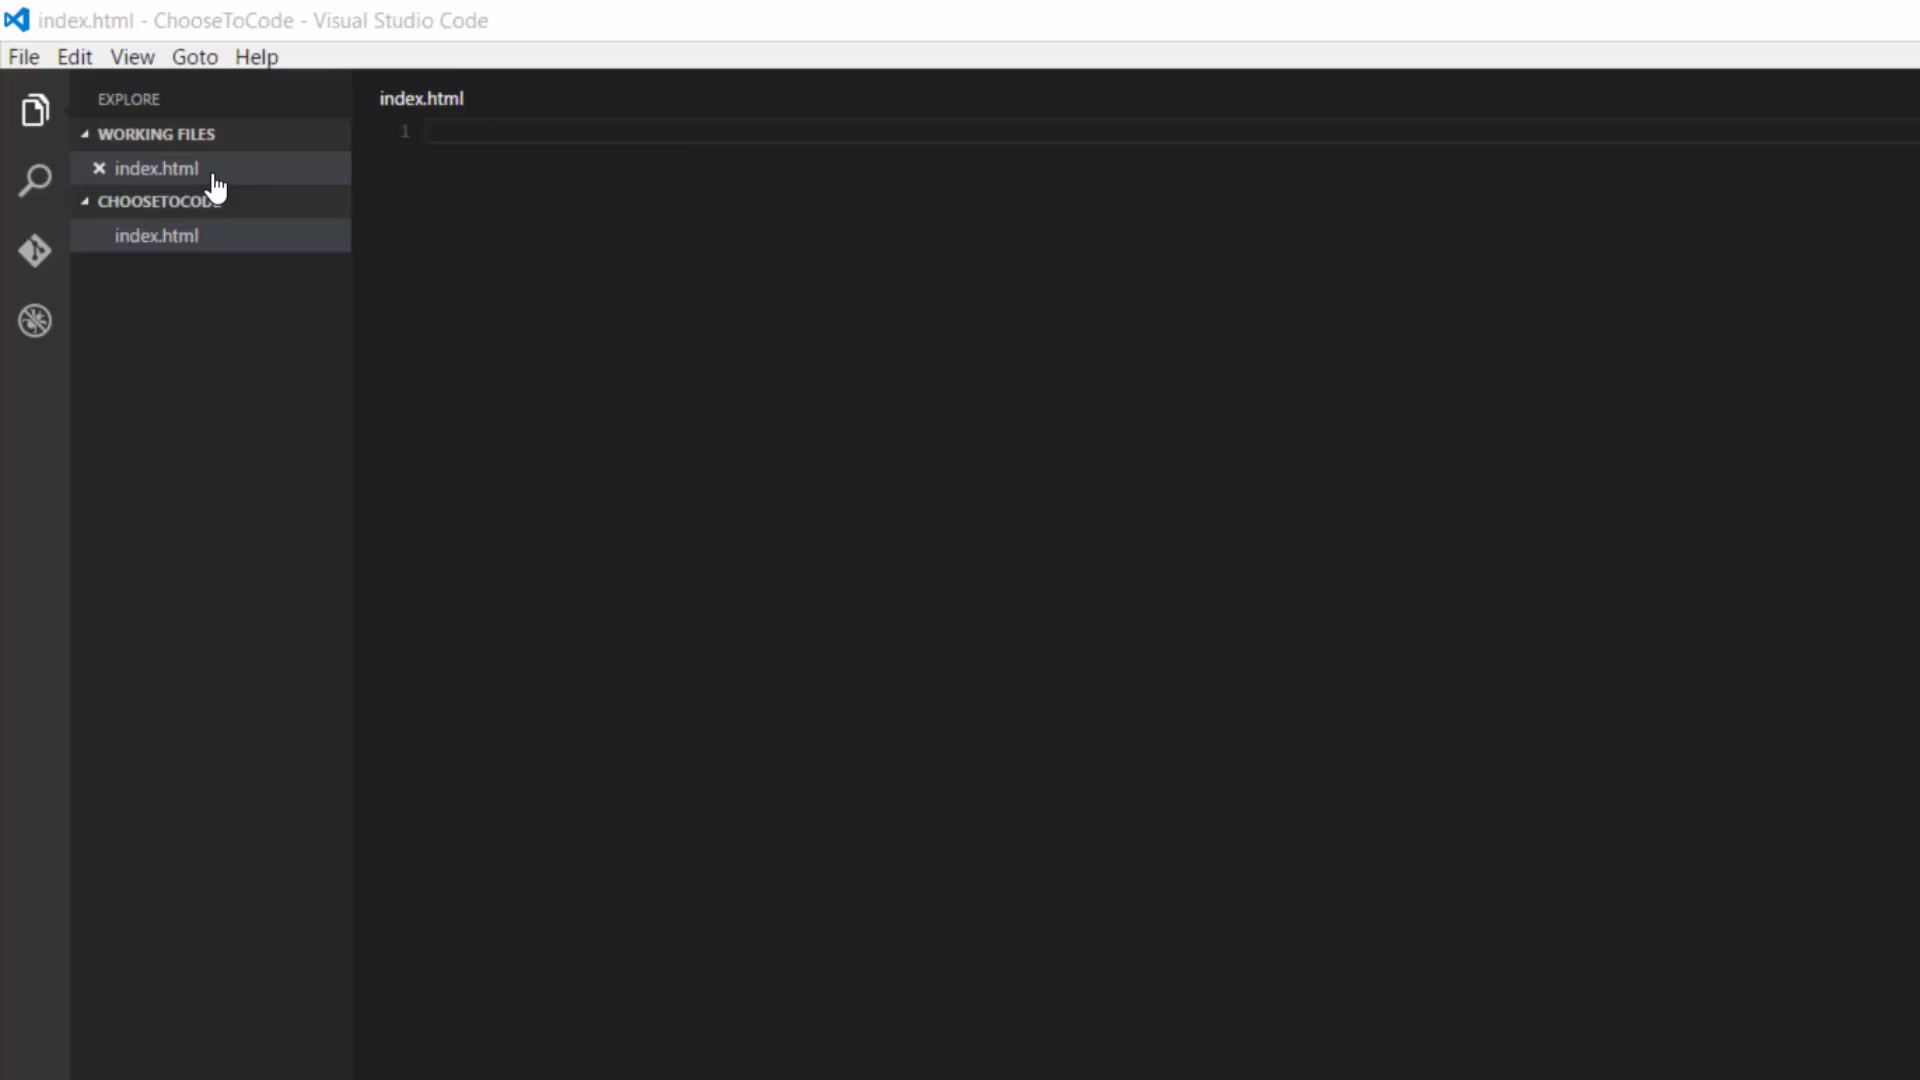 index.html - ChooseToCode - Visual Studio Code
File Edit View Goto Help
EXPLORE
WORKING FILES
index.html
CHOOSETOCODE
index.html
index.html
1